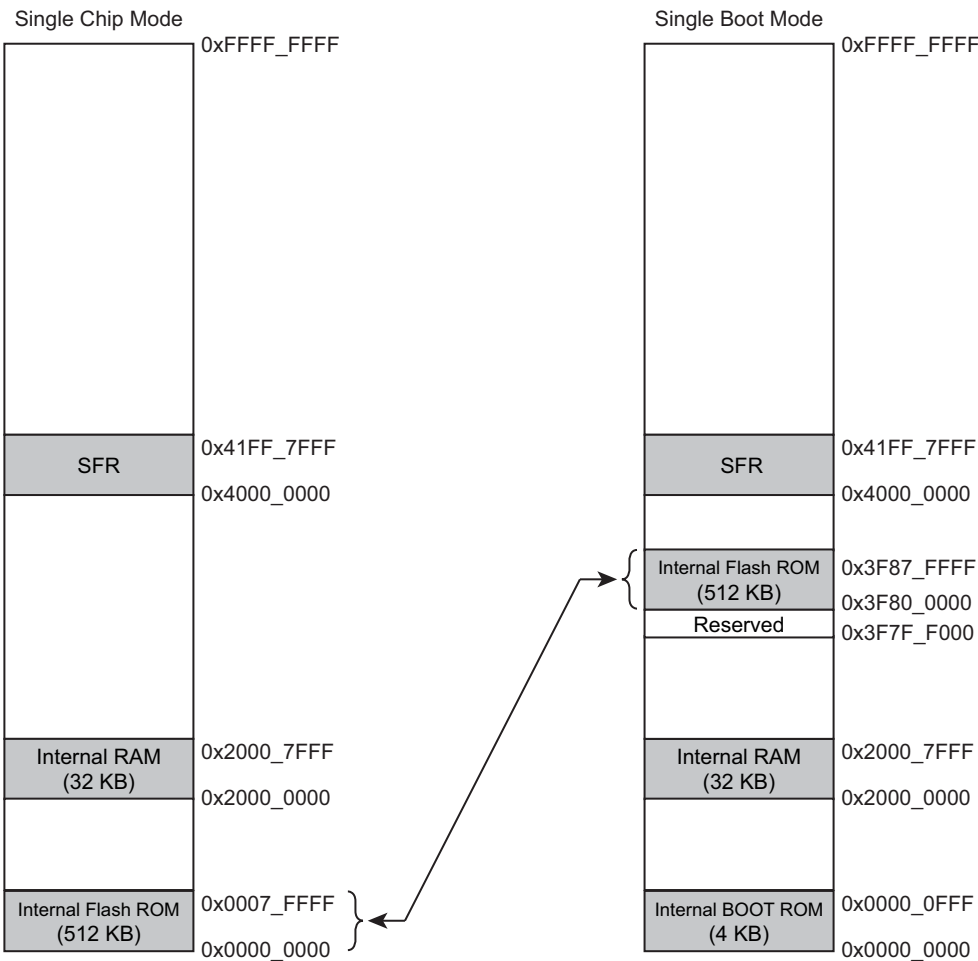 Single Chip Mode
0xFFFF_FFFF
0x41FF_7FFF
SFR
0x4000_0000
0x2000_7FFF
Internal RAM
(32 KB)
0x2000_0000
0x0007_FFFF
Internal Flash ROM
(512 KB)
0x0000_0000
Single Boot Mode
0xFFFF_FFFF
0x41FF_7FFF
SFR
0x4000_0000
Internal Flash ROM
(512 KB)
0x3F87_FFFF
0x3F80_0000
Reserved
0x3F7F_F000
0x2000_7FFF
Internal RAM
(32 KB)
0x2000_0000
0x0000_0FFF
Internal BOOT ROM
(4 KB)
0x0000_0000